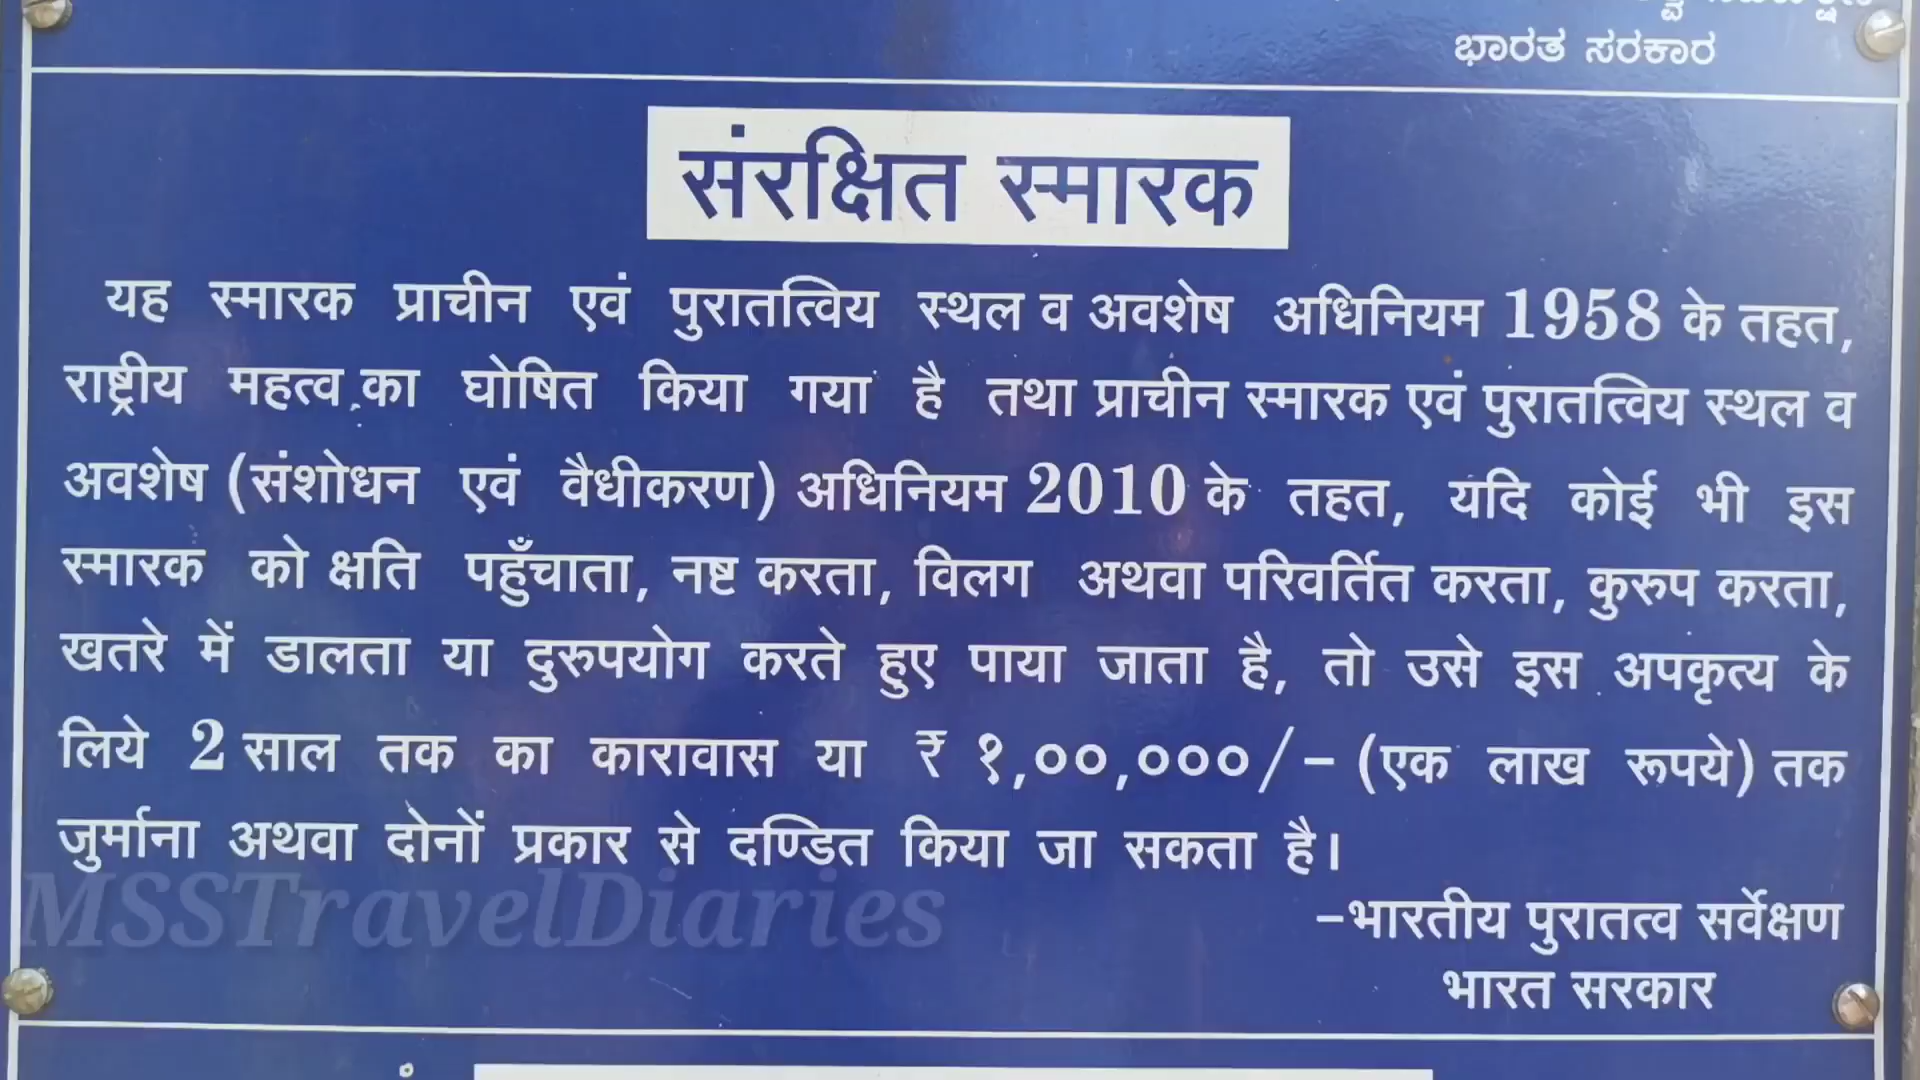 ಭಾರತ ಸರಕಾರ
संरक्षित स्मारक
यह स्मारक प्राचीन एवं पुरातत्विय स्थल व अवशेष अधिनियम 1958 के तहत,
राष्ट्रीय महत्व का घोषित किया गया है तथा प्राचीन स्मारक एवं पुरातत्विय स्थल व
अवशेष (संशोधन एवं वैधीकरण) अधिनियम 2010 के तहत, यदि कोई भी इस
स्मारक को क्षति पहुँचाता, नष्ट करता, विलग अथवा परिवर्तित करता, कुरुप करता,
खतरे में डालता या दुरुपयोग करते हुए पाया जाता है, तो उसे इस अपकृत्य के
लिये 2 साल तक का कारावास या ₹ १,००,०००/- (एक लाख रूपये) तक
जुर्माना अथवा दोनों प्रकार से दण्डित किया जा सकता है।
MSSTravelDiaries
-भारतीय पुरातत्व सर्वेक्षण
भारत सरकार